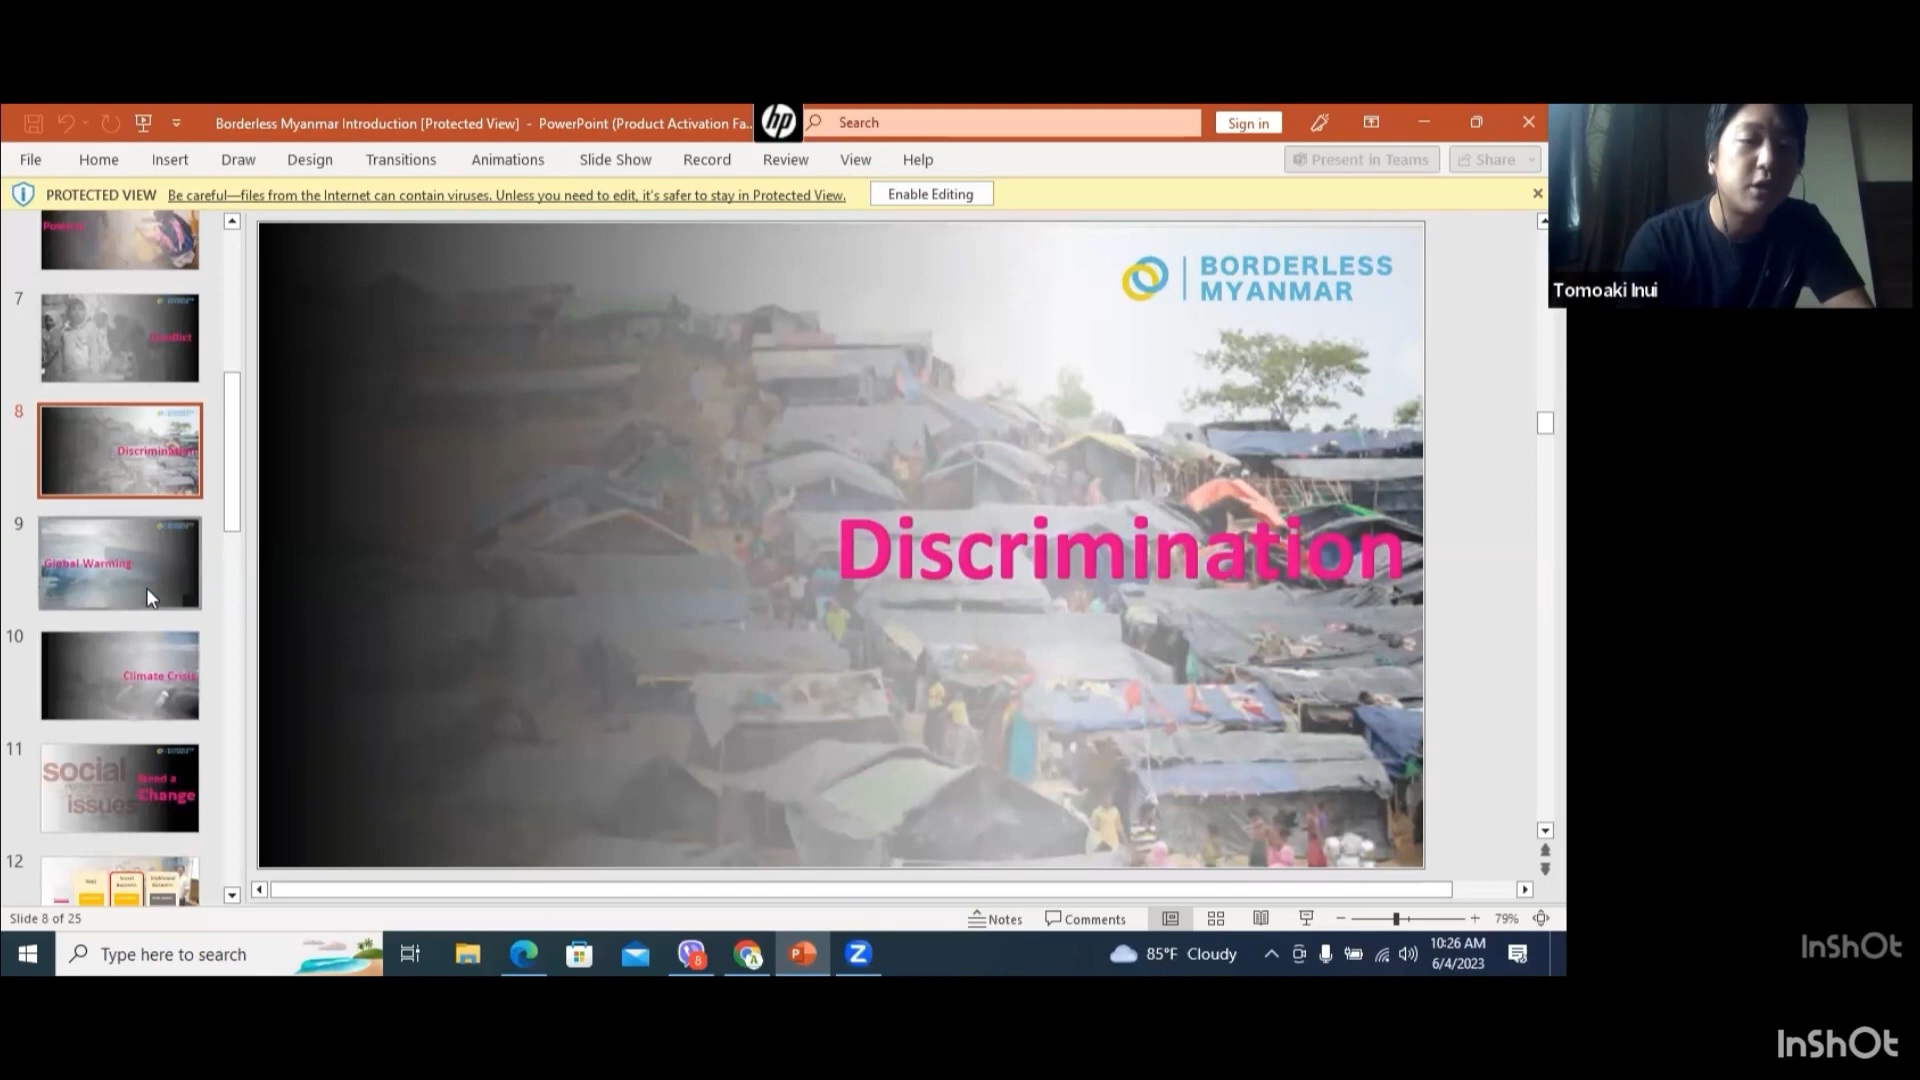 Borderless Myanmar Introduction [Protected View] - PowerPoint (Product Activation Fa...
hp
Search
Sign in
File Home Insert Draw Design Transitions Animations Slide Show Record Review View Help
Present in Teams
Share
PROTECTED VIEW Be careful—files from the Internet can contain viruses. Unless you need to edit, it's safer to stay in Protected View.
Enable Editing
Tomoaki Inui
7
8
Discrimination
9
Global Warming
10
Climate Crisis
11
social
issues
Need a
Change
12
BORDERLESS
MYANMAR
Discrimination
Slide 8 of 25
Notes
Comments
79%
Type here to search
8
85°F Cloudy
10:26 AM
6/4/2023
InShOt
InShOt